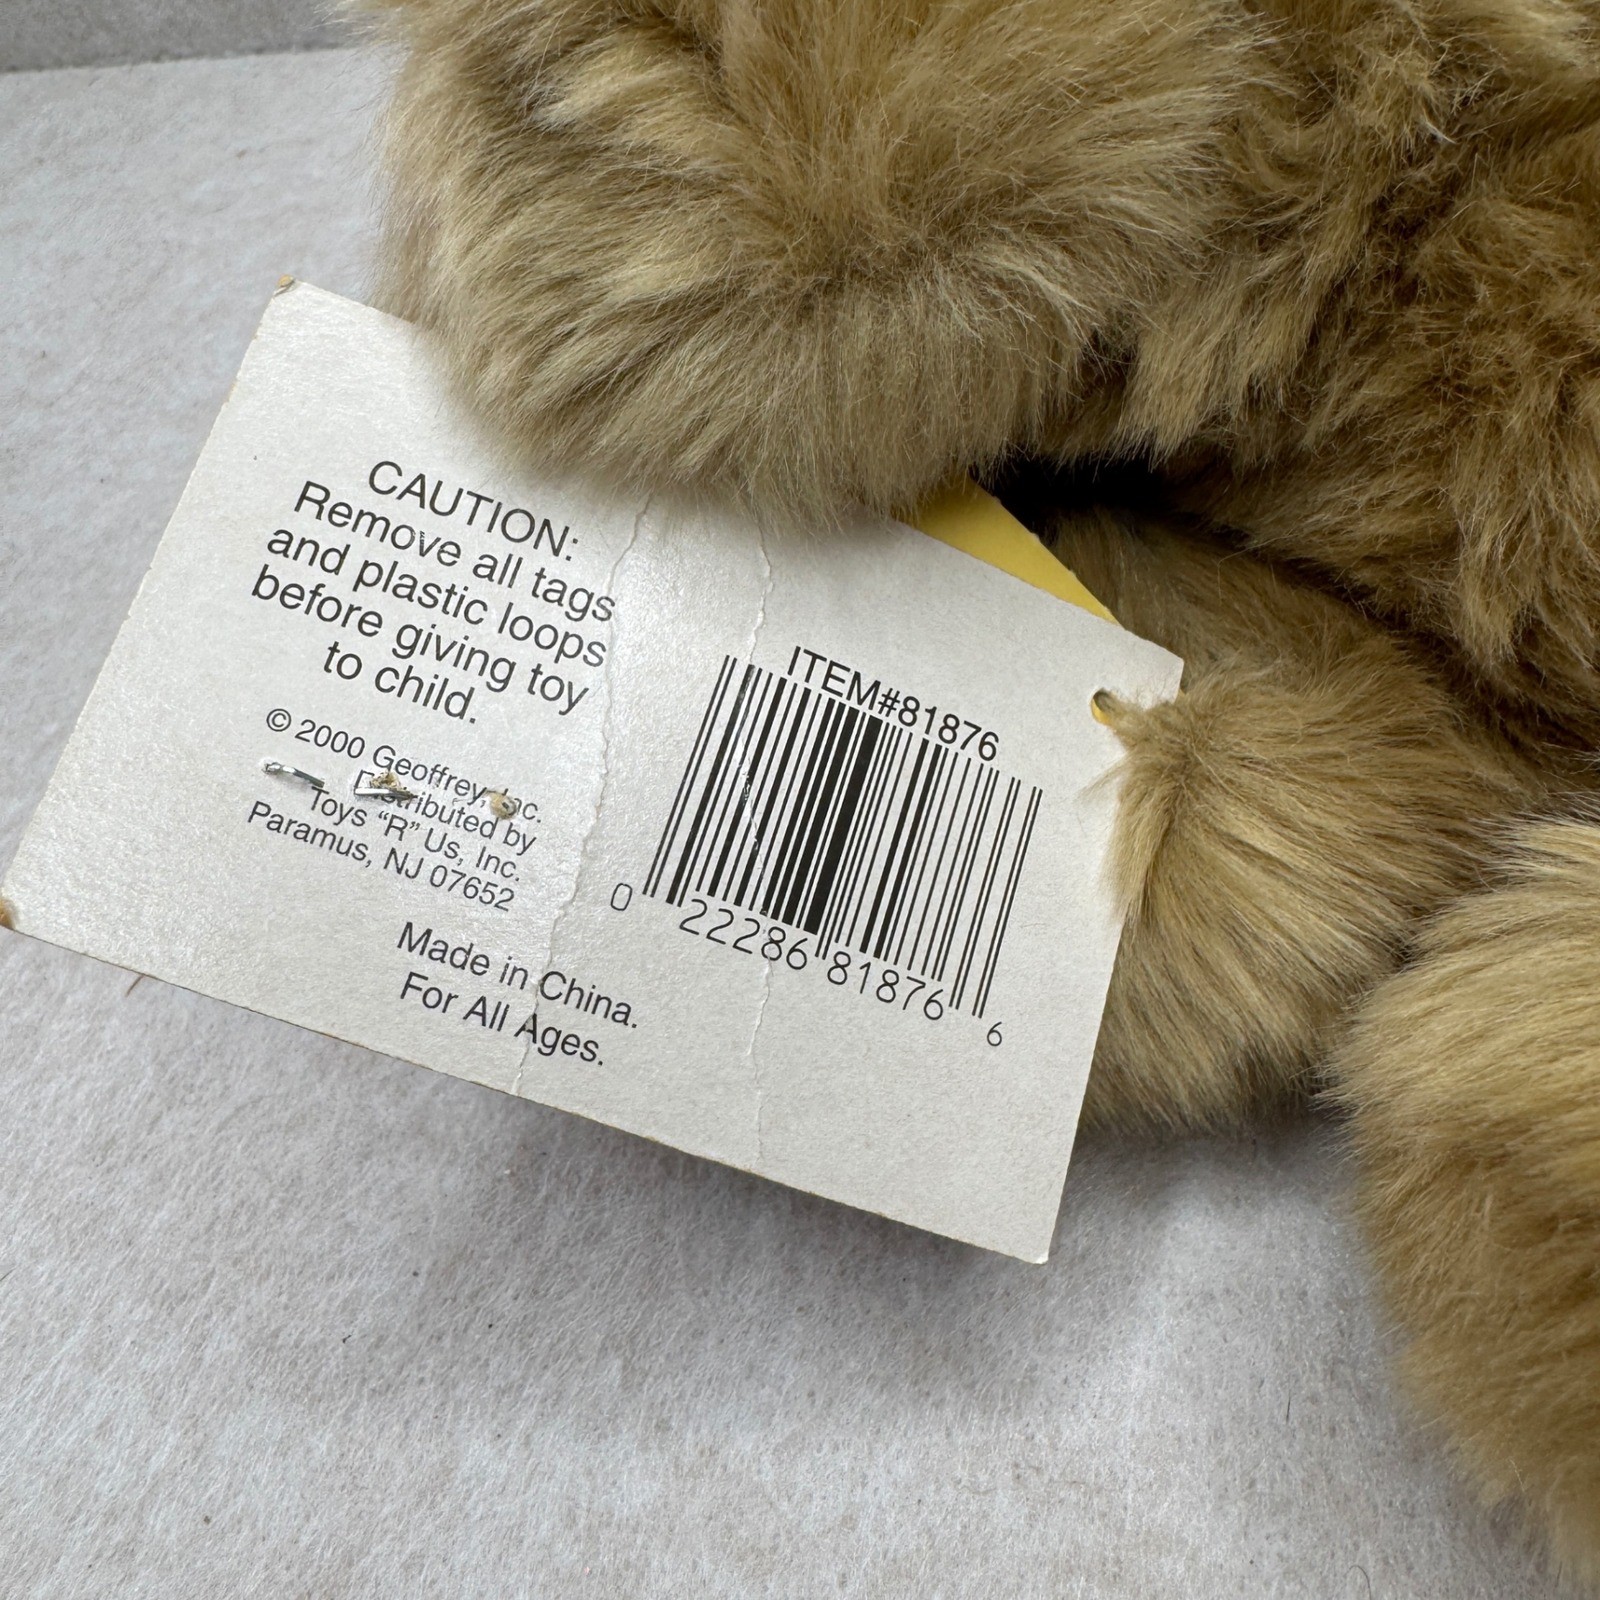 CAUTION:
Remove all tags
and plastic loops
before giving toy
to child.
© 2000 Geoffrey, Inc.
Distributed by
Toys "R" Us, Inc.
Paramus, NJ 07652
Made in China.
For All Ages.
ITEM#81876
0 22286 81876 6